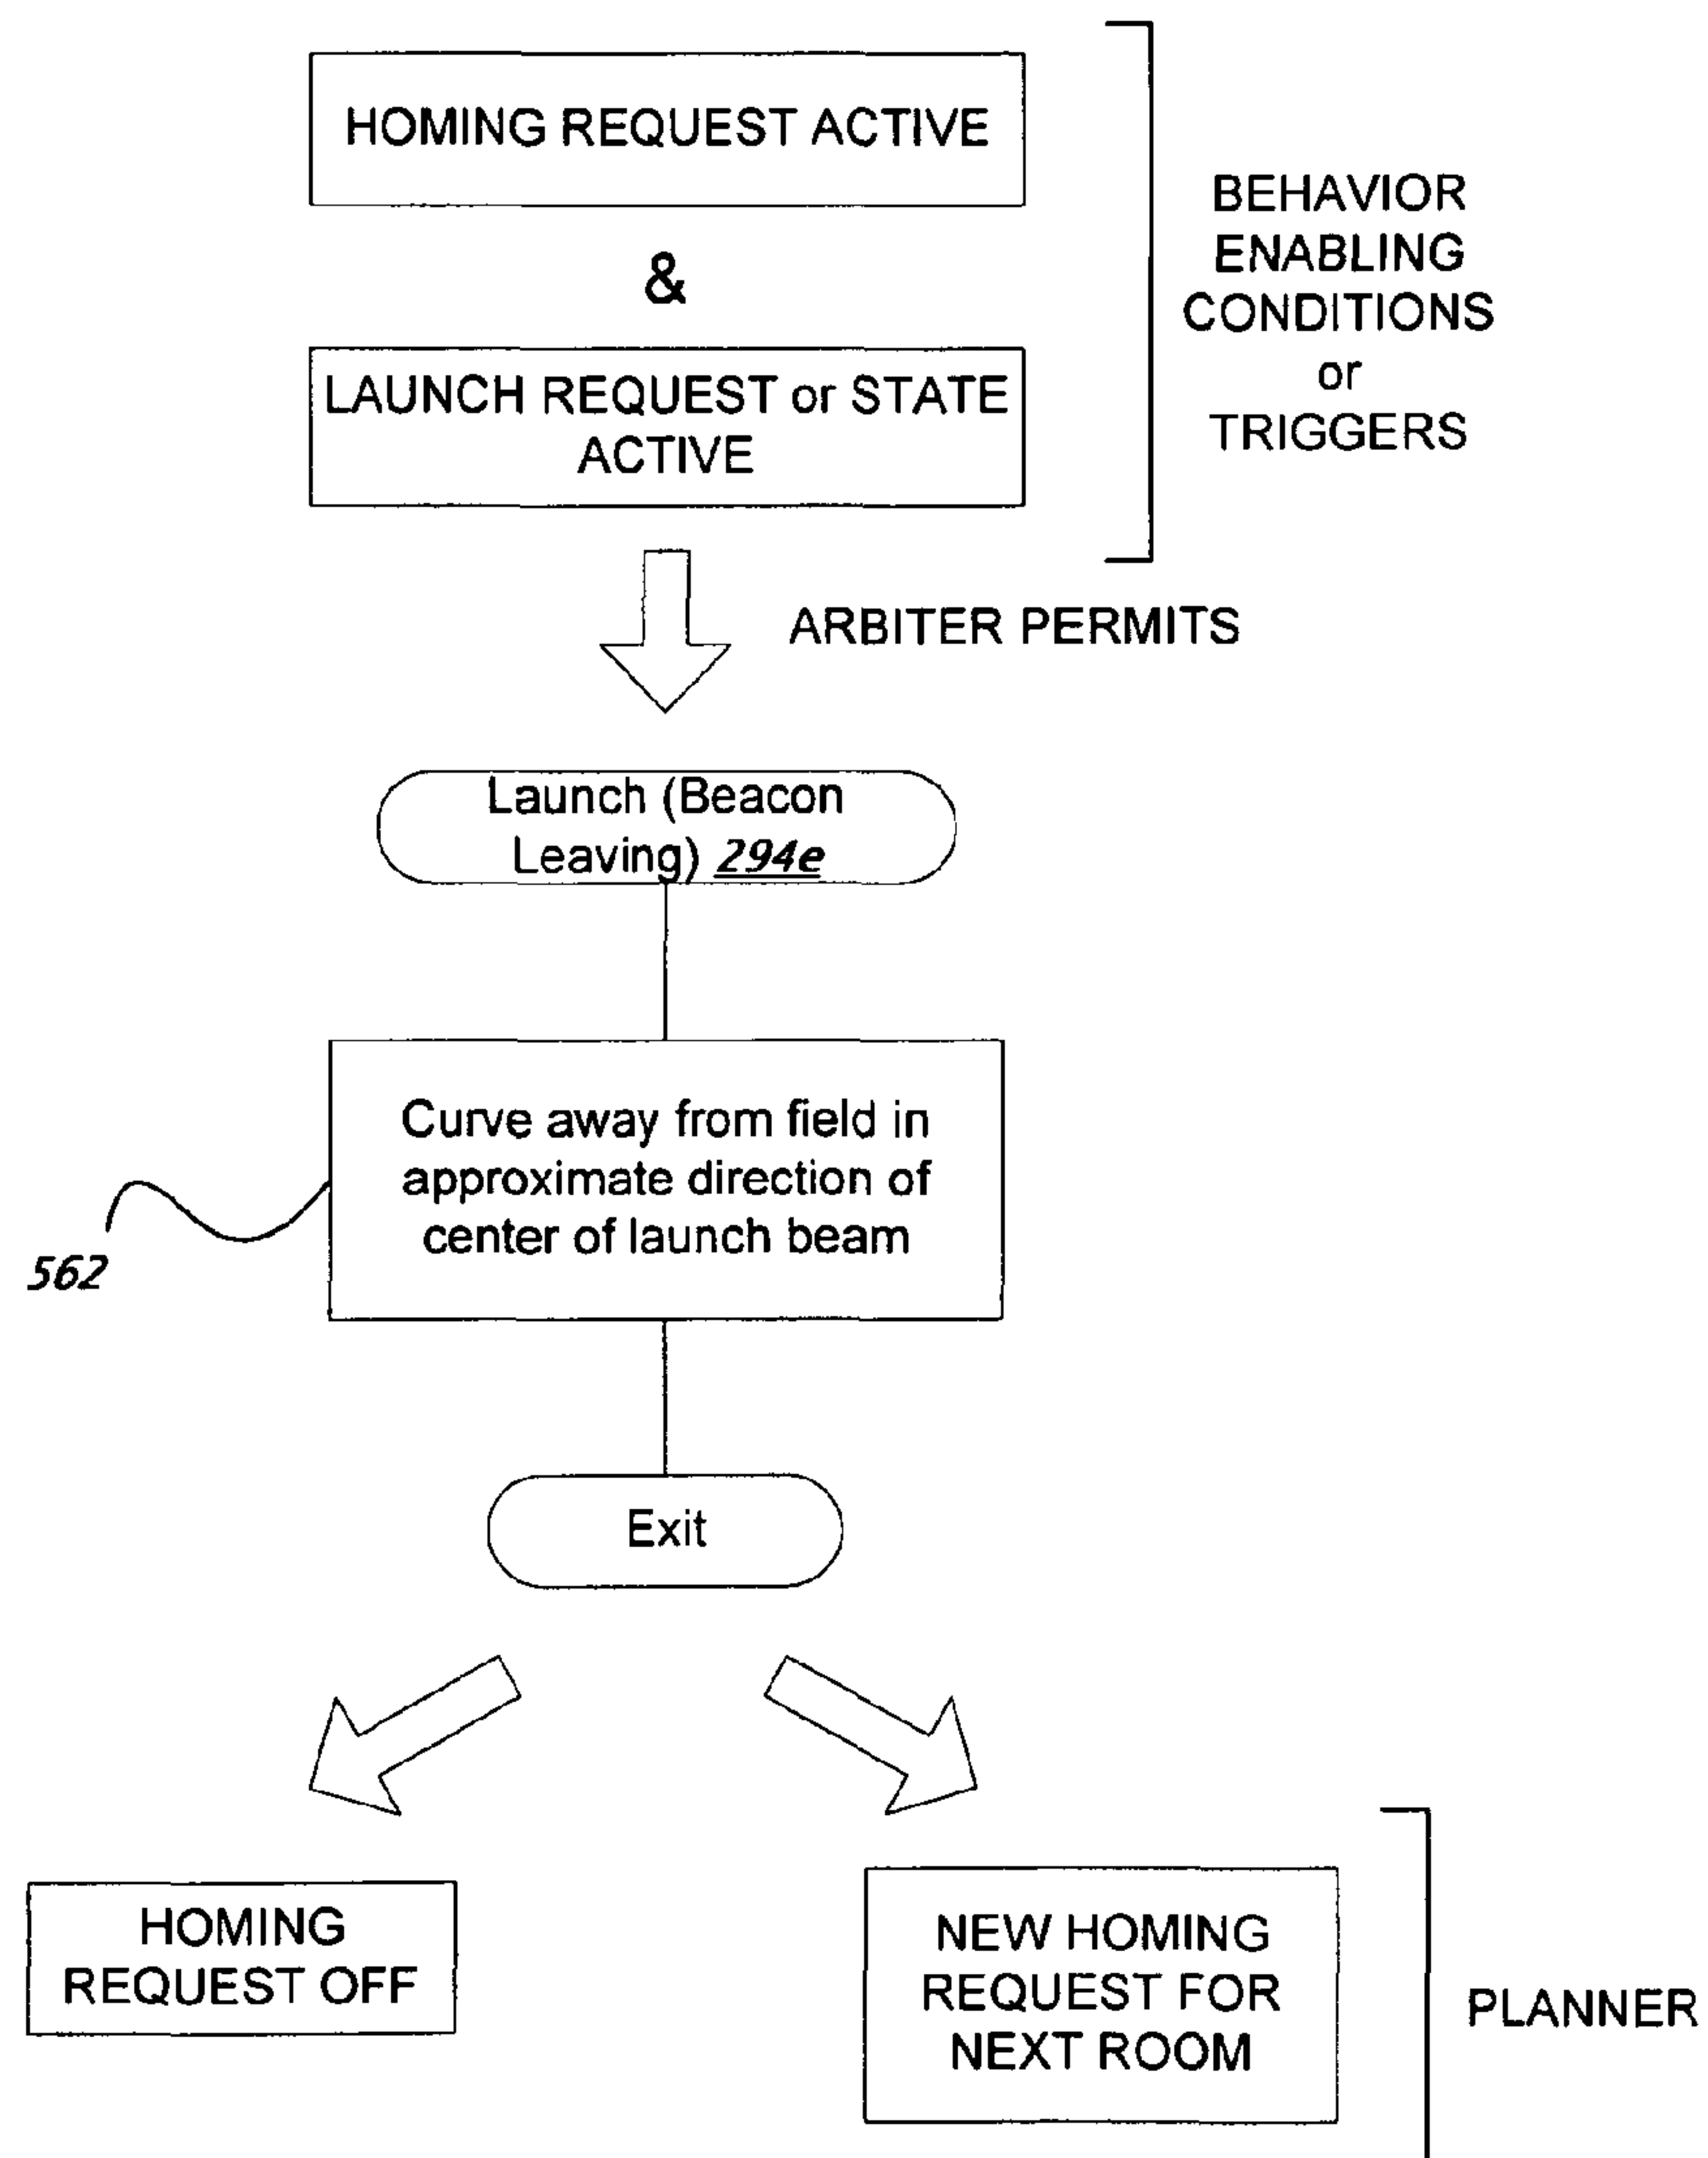 HOMING REQUEST ACTIVE
&
LAUNCH REQUEST or STATE
ACTIVE
BEHAVIOR
ENABLING
CONDITIONS
or
TRIGGERS
ARBITER PERMITS
Launch (Beacon
Leaving) 294e
Curve away from field in
approximate direction of
center of launch beam
562
Exit
HOMING
REQUEST OFF
NEW HOMING
REQUEST FOR
NEXT ROOM
PLANNER